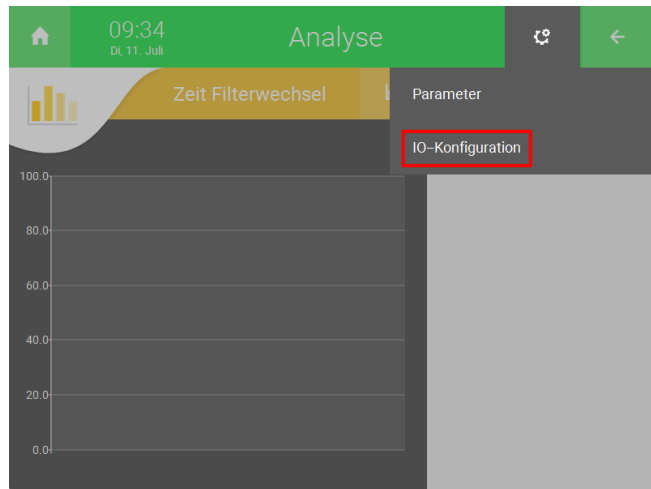 09:34
Di, 11. Juli
Analyse
Zeit Filterwechsel
Parameter
IO-Konfiguration
100.0
80.0
60.0
40.0
20.0
0.0